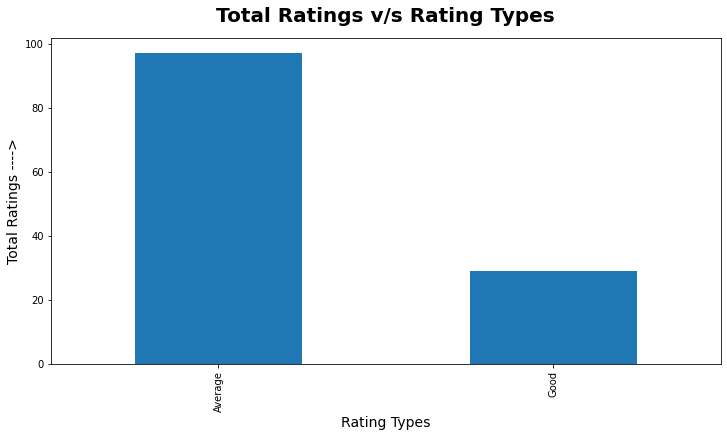 Total Ratings v/s Rating Types
Total Ratings ---->
100
80
60
40
20
0
Average
Good
Rating Types